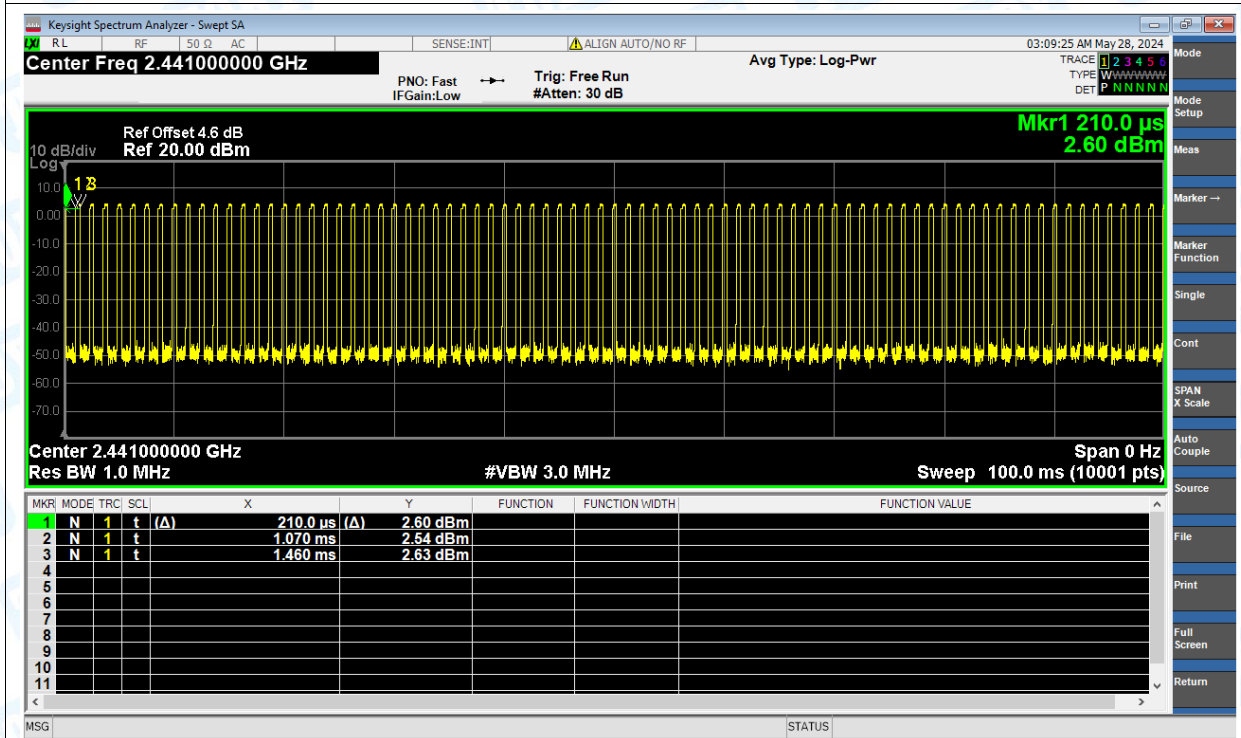 Keysight Spectrum Analyzer - Swept SA
LXI RL RF 50 Ω AC SENSE:INT ALIGN AUTO/NO RF 03:09:25 AM May 28, 2024
Center Freq 2.441000000 GHz
PNO: Fast
IFGain:Low
Trig: Free Run
#Atten: 30 dB
Avg Type: Log-Pwr
TRACE 1 2 3 4 5 6
TYPE WWWWWW
DET P N N N N N
Ref Offset 4.6 dB
Ref 20.00 dBm
10 dB/div
Log
Mkr1 210.0 µs
2.60 dBm
10.0
0.00
-10.0
-20.0
-30.0
-40.0
-50.0
-60.0
-70.0
1 2 3
Center 2.441000000 GHz Span 0 Hz
Res BW 1.0 MHz #VBW 3.0 MHz Sweep 100.0 ms (10001 pts)
MKR MODE TRC SCL X Y FUNCTION FUNCTION WIDTH FUNCTION VALUE
1 N 1 t (Δ) 210.0 µs (Δ) 2.60 dBm
2 N 1 t 1.070 ms 2.54 dBm
3 N 1 t 1.460 ms 2.63 dBm
4
5
6
7
8
9
10
11
MSG STATUS
Mode
Mode
Setup
Meas
Marker →
Marker
Function
Single
Cont
SPAN
X Scale
Auto
Couple
Source
File
Print
Full
Screen
Return